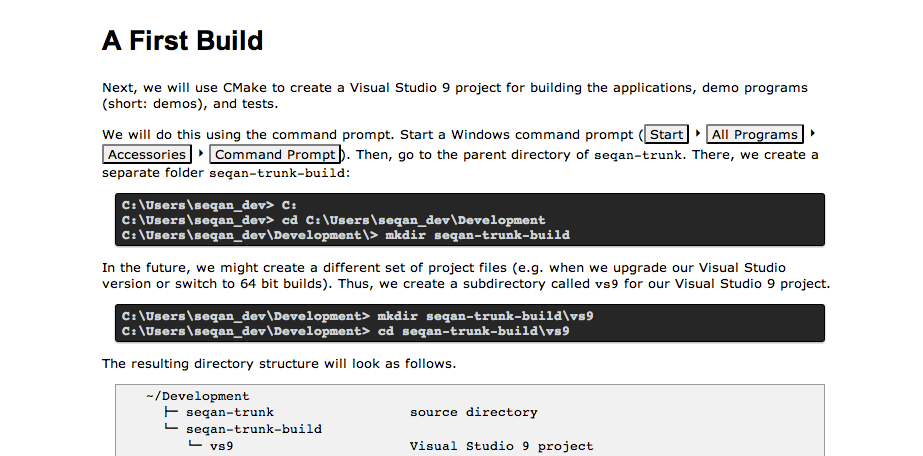 A First Build
Next, we will use CMake to create a Visual Studio 9 project for building the applications, demo programs
(short: demos), and tests.
We will do this using the command prompt. Start a Windows command prompt (Start ▸ All Programs ▸
Accessories ▸ Command Prompt). Then, go to the parent directory of seqan-trunk. There, we create a
separate folder seqan-trunk-build:
C:\Users\seqan_dev> C:
C:\Users\seqan_dev> cd C:\Users\seqan_dev\Development
C:\Users\seqan_dev\Development\> mkdir seqan-trunk-build
In the future, we might create a different set of project files (e.g. when we upgrade our Visual Studio
version or switch to 64 bit builds). Thus, we create a subdirectory called vs9 for our Visual Studio 9 project.
C:\Users\seqan_dev\Development> mkdir seqan-trunk-build\vs9
C:\Users\seqan_dev\Development> cd seqan-trunk-build\vs9
The resulting directory structure will look as follows.
~/Development
├─ seqan-trunk source directory
└─ seqan-trunk-build
└─ vs9 Visual Studio 9 project